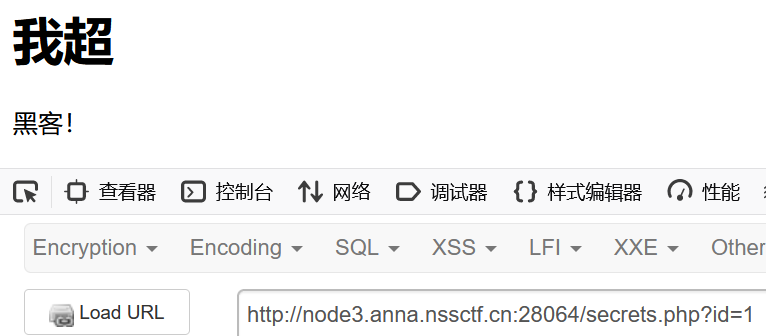 我超
黑客！
查看器 控制台 网络 调试器 样式编辑器 性能
Encryption Encoding SQL XSS LFI XXE Other
Load URL http://node3.anna.nssctf.cn:28064/secrets.php?id=1